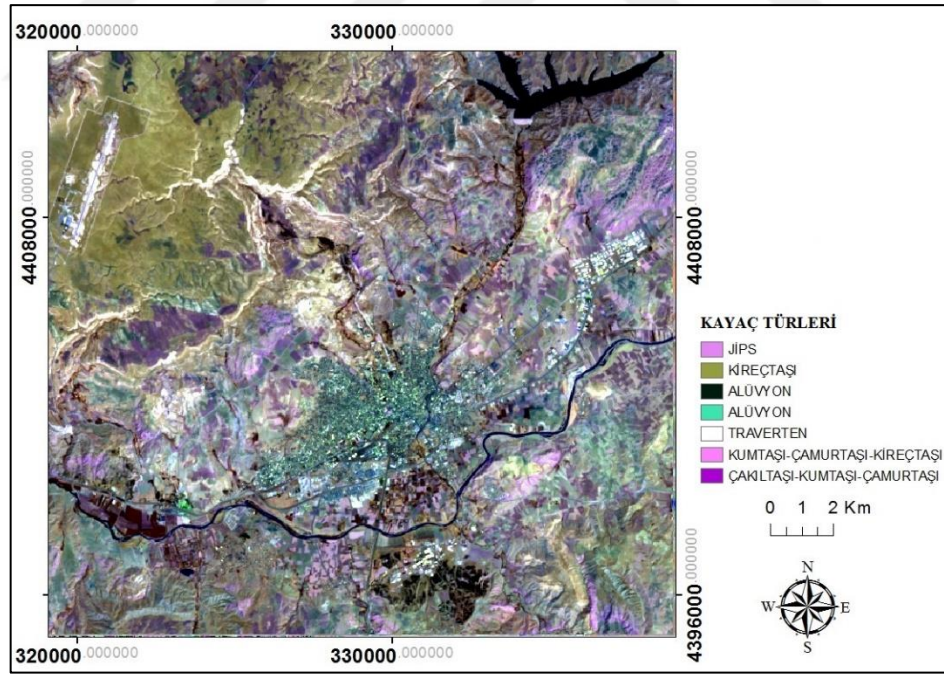 320000.000000 330000.000000
4408000.000000
4408000.000000
KAYAÇ TÜRLERİ
JİPS
KİREÇTAŞI
ALÜVYON
ALÜVYON
TRAVERTEN
KUMTAŞI-ÇAMURTAŞI-KİREÇTAŞI
ÇAKILTAŞI-KUMTAŞI-ÇAMURTAŞI
0 1 2 Km
N
W E
S
4396000.000000
320000.000000 330000.000000